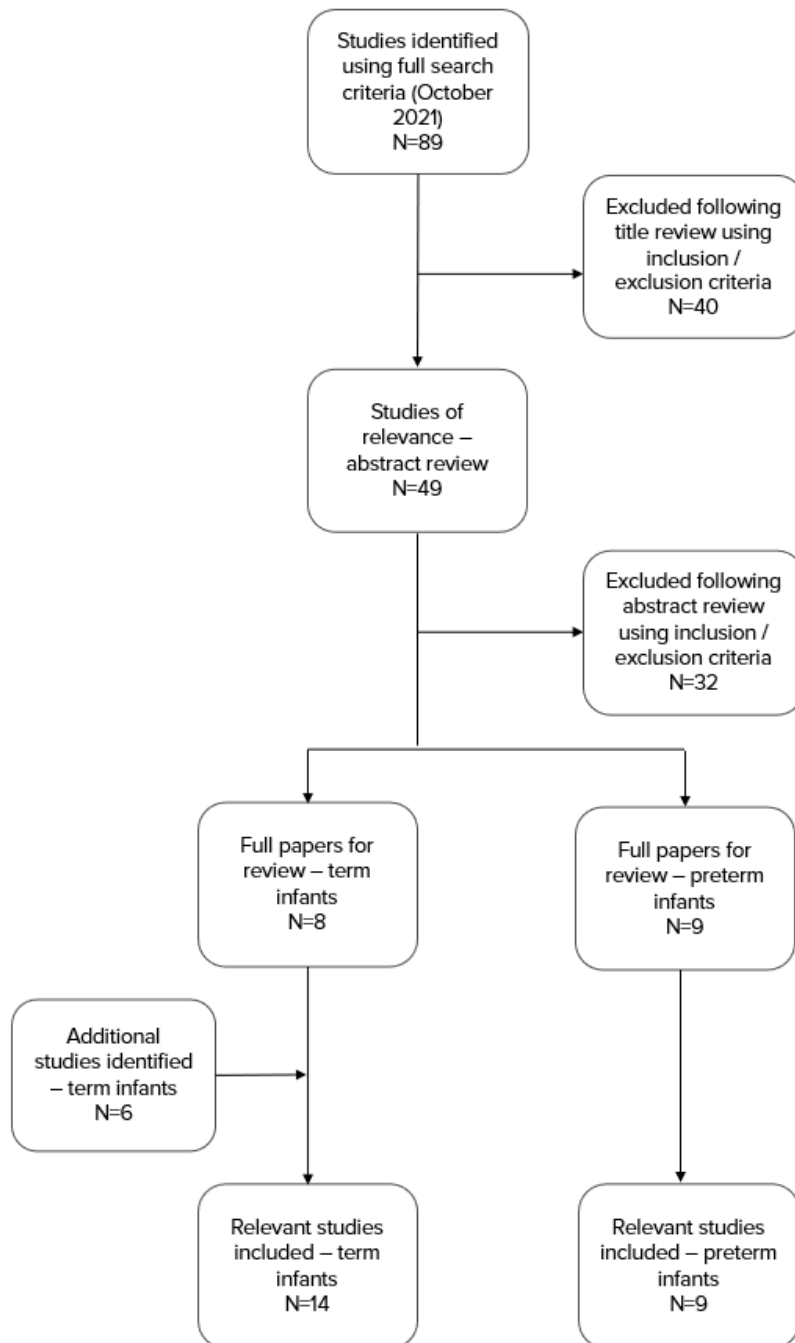 Studies identified
using full search
criteria (October
2021)
N=89
Excluded following
title review using
inclusion /
exclusion criteria
N=40
Studies of
relevance –
abstract review
N=49
Excluded following
abstract review
using inclusion /
exclusion criteria
N=32
Full papers for
review – term
infants
N=8
Full papers for
review – preterm
infants
N=9
Additional
studies identified
– term infants
N=6
Relevant studies
included – term
infants
N=14
Relevant studies
included – preterm
infants
N=9